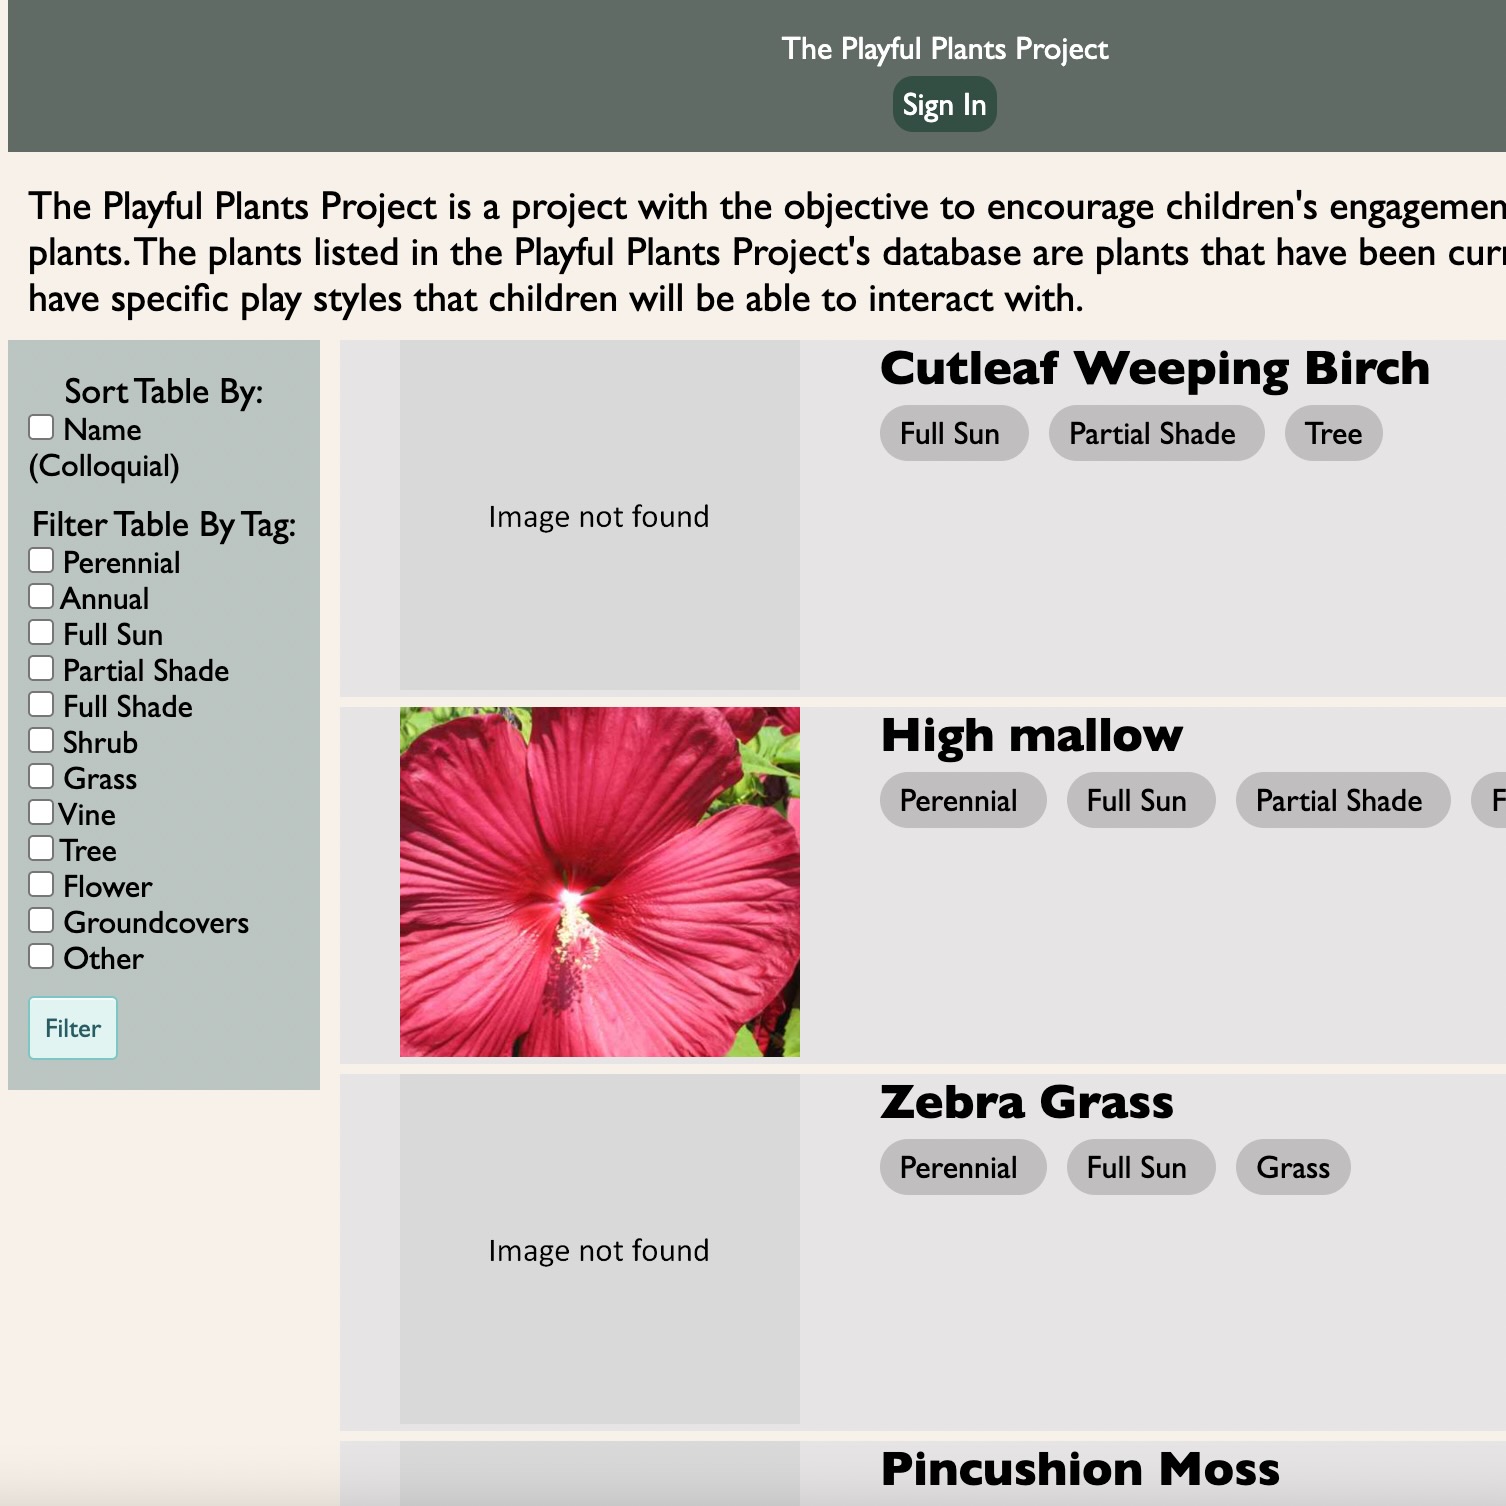 The Playful Plants Project
Sign In
The Playful Plants Project is a project with the objective to encourage children's
plants. The plants listed in the Playful Plants Project's database are plants that have been
have specific play styles that children will be able to interact with.
Sort Table By:
Name
(Colloquial)
Filter Table By Tag:
Perennial
Annual
Full Sun
Partial Shade
Full Shade
Shrub
Grass
Vine
Tree
Flower
Groundcovers
Other
Filter
Image not found
Cutleaf Weeping Birch
Full Sun Partial Shade Tree
High mallow
Perennial Full Sun Partial Shade
Image not found
Zebra Grass
Perennial Full Sun Grass
Pincushion Moss